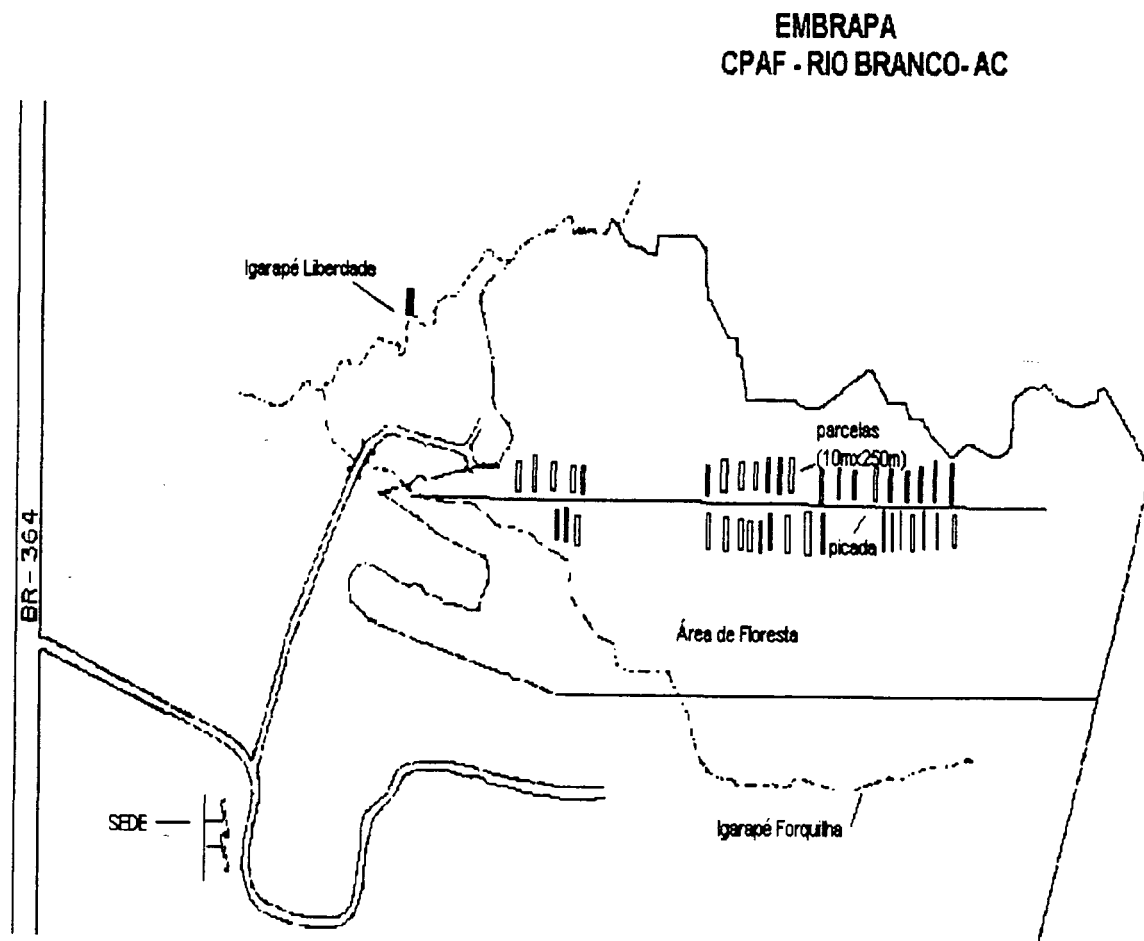 EMBRAPA
CPAF - RIO BRANCO- AC
Igarapé Liberdade
parcelas
(10mx250m)
BR-364
picada
Área de Floresta
SEDE
Igarapé Forquilha